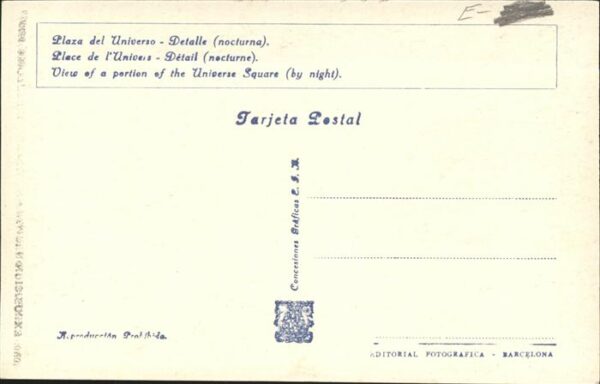 E-
Plaza del Universo - Detalle (nocturna).
Place de l'Univers - Détail (nocturne).
View of a portion of the Universe Square (by night).
Tarjeta Postal
Concesiones Gráficas E. I. B.
Reproducción Prohibida.
EDITORIAL FOTOGRAFICA - BARCELONA